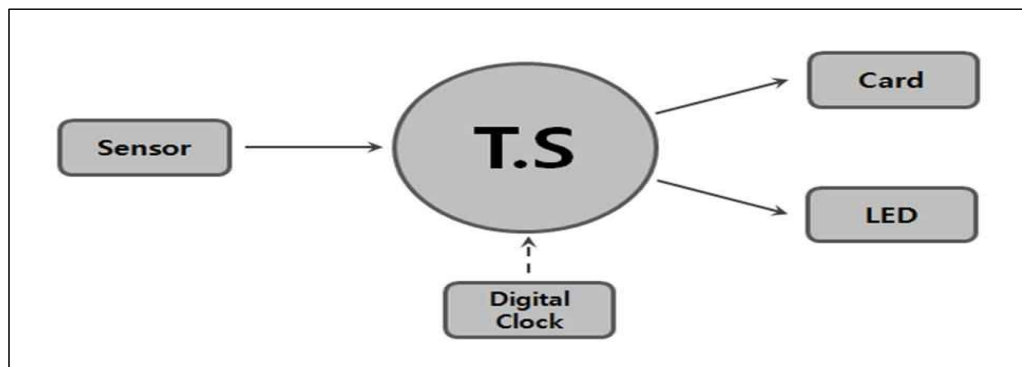 Sensor
T.S
Card
LED
Digital
Clock